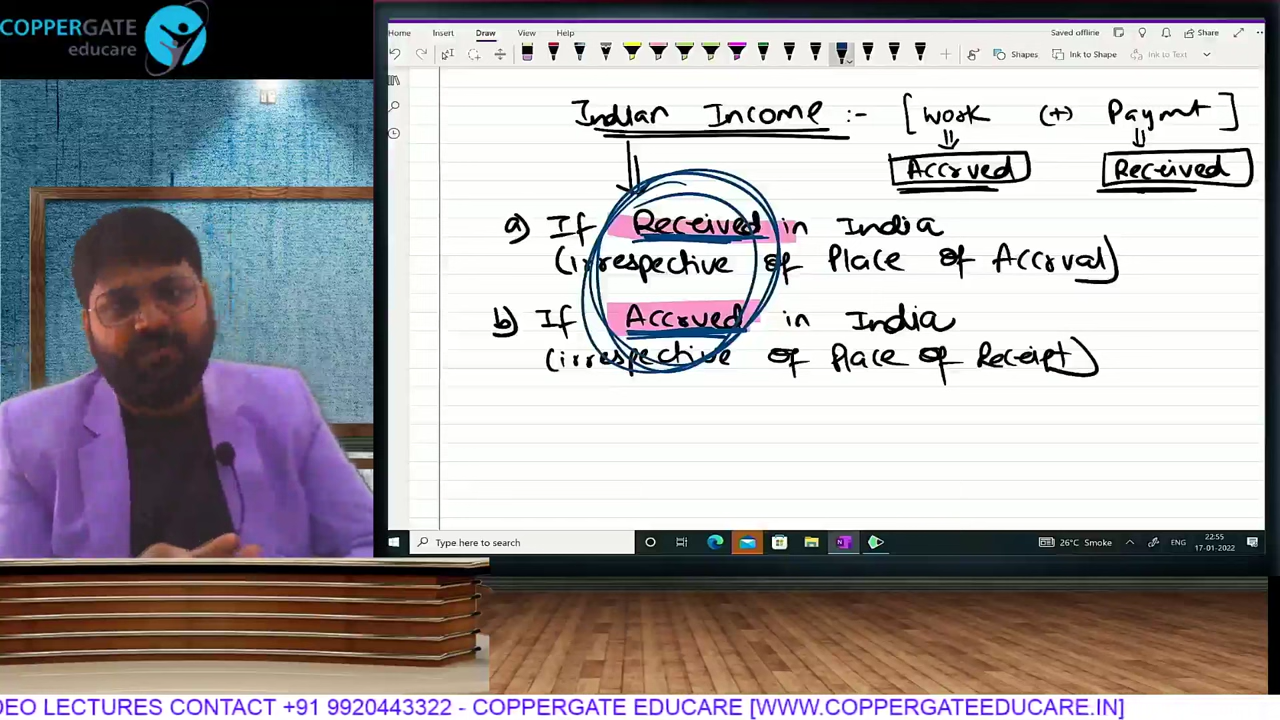 COPPERGATE
educare
Home Insert Draw View Help
Saved offline Share
Shapes Ink to Shape Ink to Text
Indian Income :- [Work (+) Paymt]
Accrued Received
a) If Received in India
(irrespective of Place of Accrual)
b) If Accrued in India
(irrespective of Place of Receipt)
Type here to search
26°C Smoke ENG 22:55
17-01-2022
DEO LECTURES CONTACT +91 9920443322 - COPPERGATE EDUCARE [WWW.COPPERGATEEDUCARE.IN]